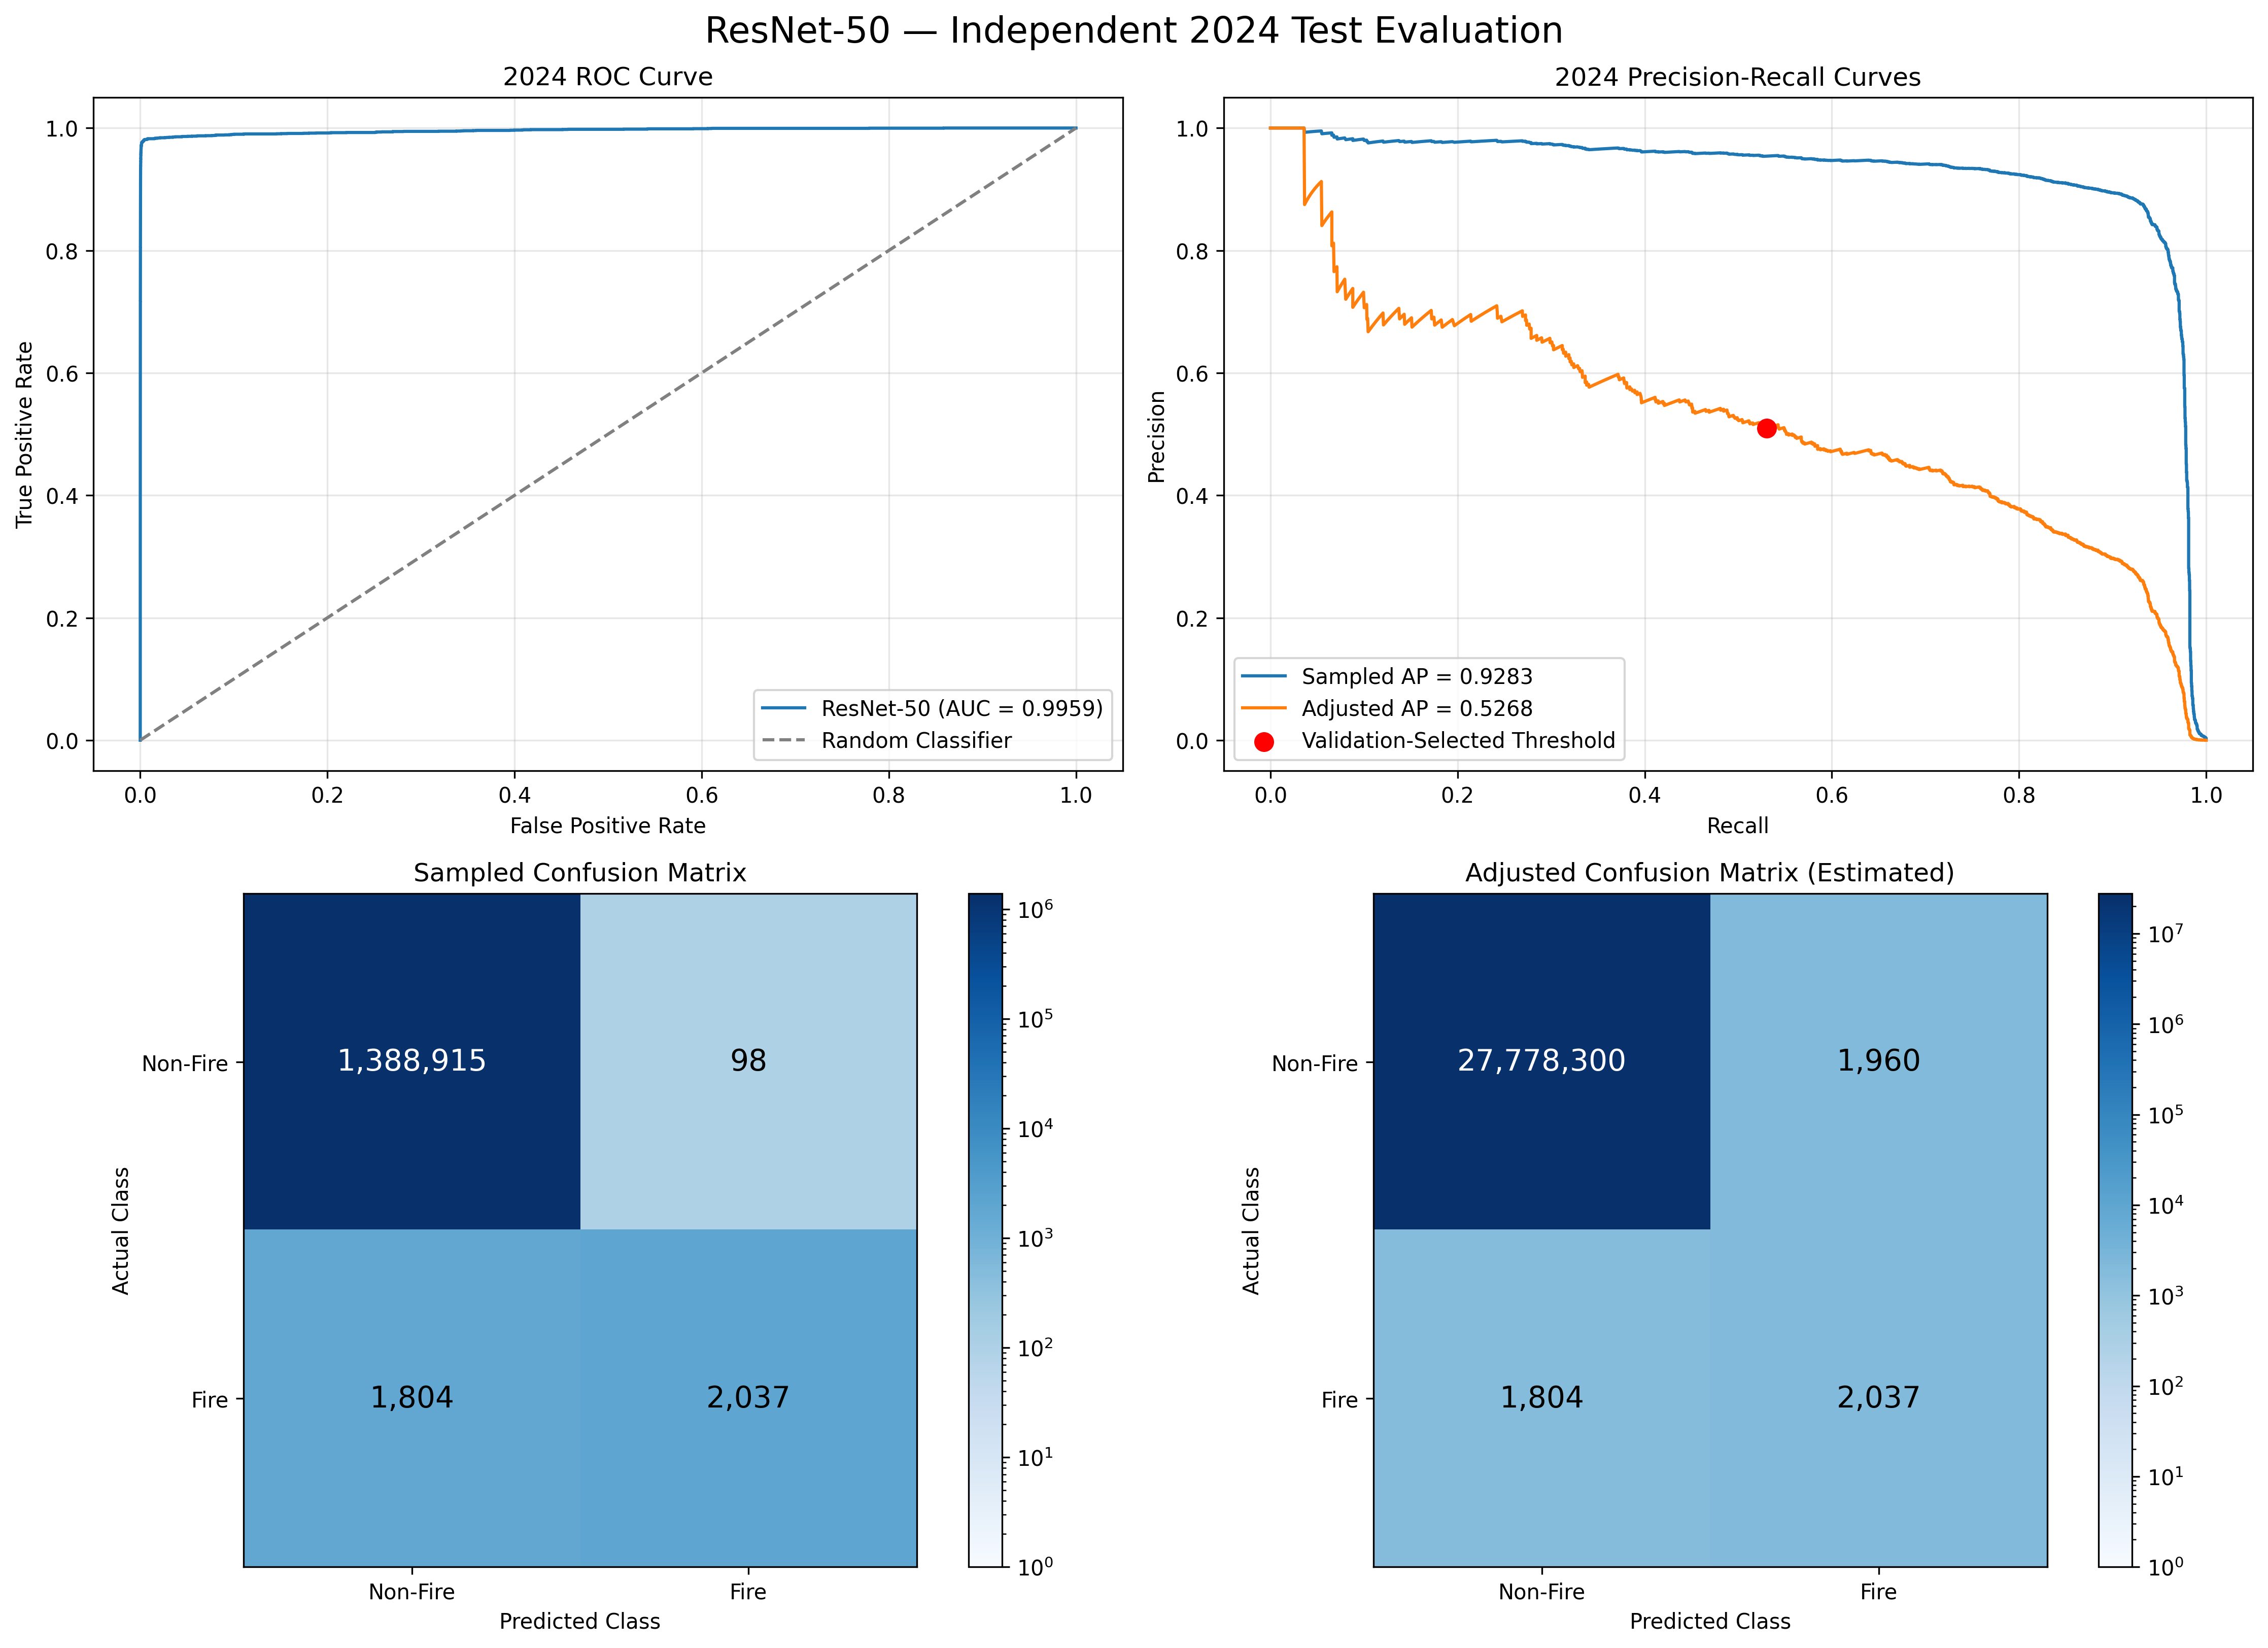 ResNet-50 — Independent 2024 Test Evaluation
2024 ROC Curve
True Positive Rate
1.0
0.8
0.6
0.4
0.2
0.0
0.0 0.2 0.4 0.6 0.8 1.0
False Positive Rate
ResNet-50 (AUC = 0.9959)
Random Classifier
2024 Precision-Recall Curves
Precision
1.0
0.8
0.6
0.4
0.2
0.0
0.0 0.2 0.4 0.6 0.8 1.0
Recall
Sampled AP = 0.9283
Adjusted AP = 0.5268
Validation-Selected Threshold
Sampled Confusion Matrix
Actual Class
Non-Fire 1,388,915 98
Fire 1,804 2,037
Non-Fire Fire
Predicted Class
10⁶
10⁵
10⁴
10³
10²
10¹
10⁰
Adjusted Confusion Matrix (Estimated)
Actual Class
Non-Fire 27,778,300 1,960
Fire 1,804 2,037
Non-Fire Fire
Predicted Class
10⁷
10⁶
10⁵
10⁴
10³
10²
10¹
10⁰